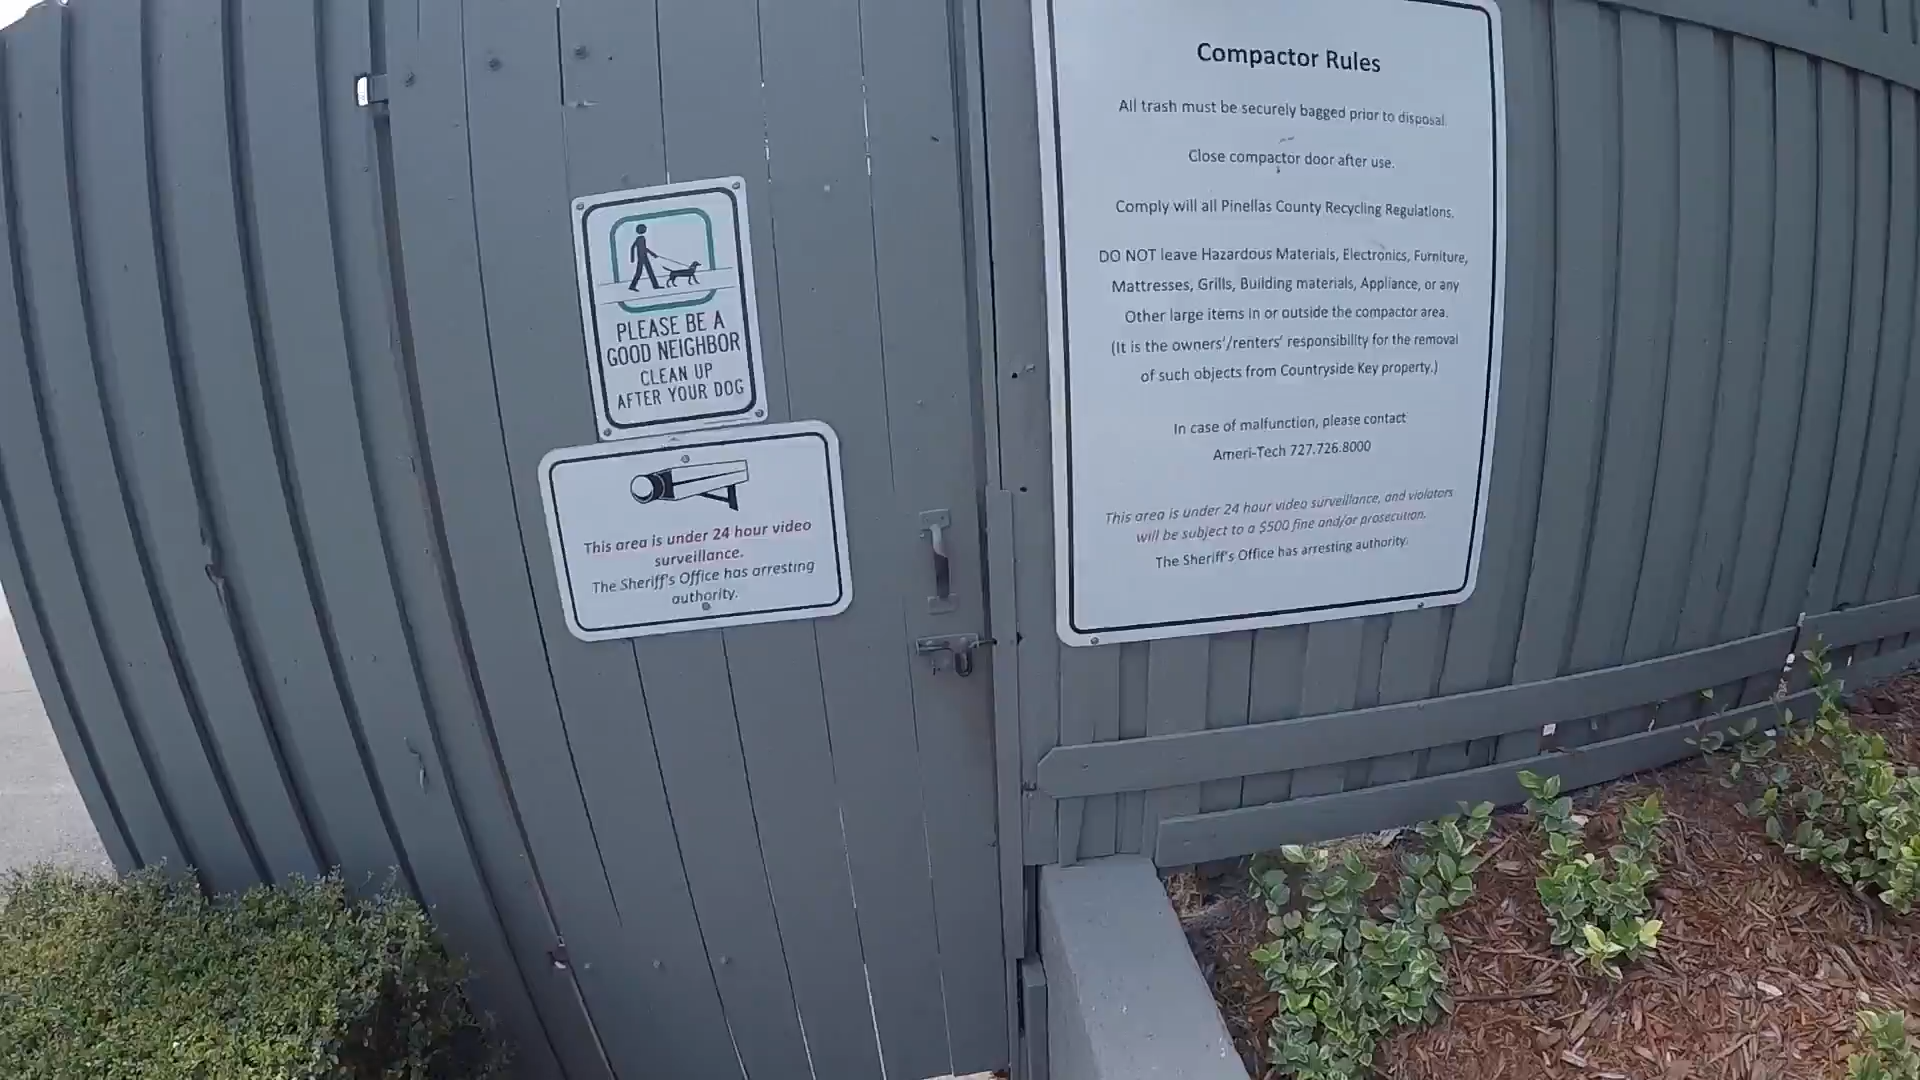 PLEASE BE A
GOOD NEIGHBOR
CLEAN UP
AFTER YOUR DOG
This area is under 24 hour video
surveillance.
The Sheriff's Office has arresting
authority.
Compactor Rules
All trash must be securely bagged prior to disposal.
Close compactor door after use.
Comply will all Pinellas County Recycling Regulations.
DO NOT leave Hazardous Materials, Electronics, Furniture,
Mattresses, Grills, Building materials, Appliance, or any
Other large items in or outside the compactor area.
(It is the owners'/renters' responsibility for the removal
of such objects from Countryside Key property.)
In case of malfunction, please contact
Ameri-Tech 727.726.8000
This area is under 24 hour video surveillance, and violators
will be subject to a $500 fine and/or prosecution.
The Sheriff's Office has arresting authority.